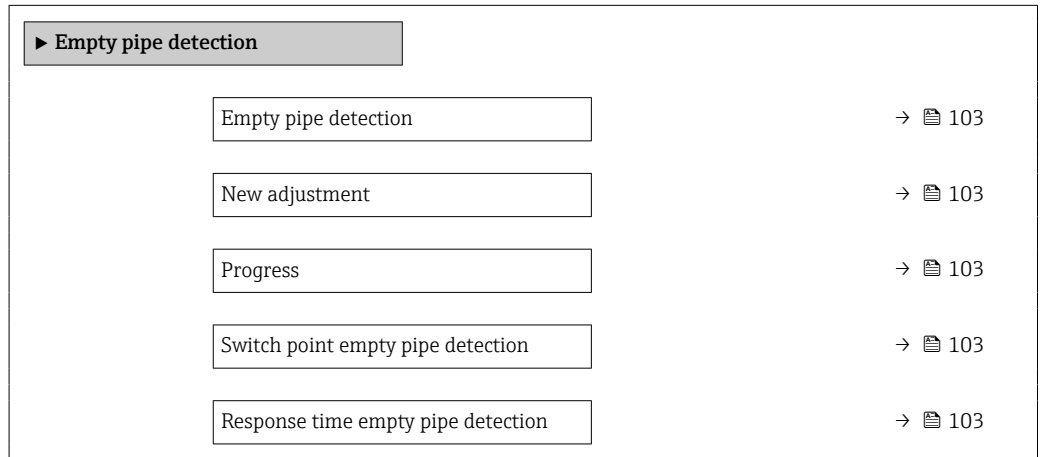 ▶ Empty pipe detection
Empty pipe detection → 103
New adjustment → 103
Progress → 103
Switch point empty pipe detection → 103
Response time empty pipe detection → 103